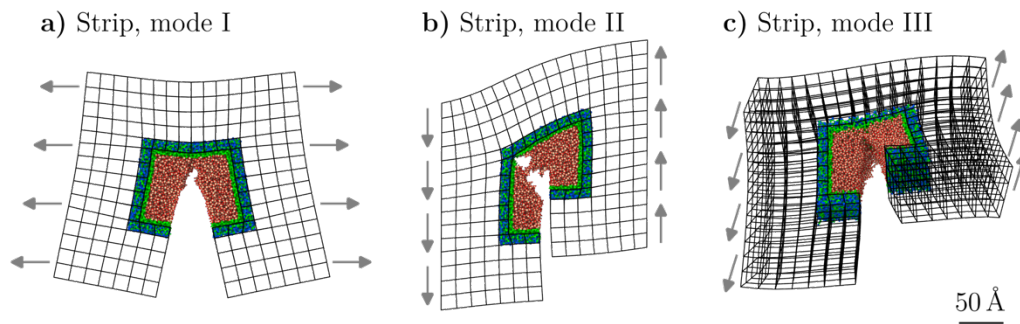 a) Strip, mode I
b) Strip, mode II
c) Strip, mode III
50 Å